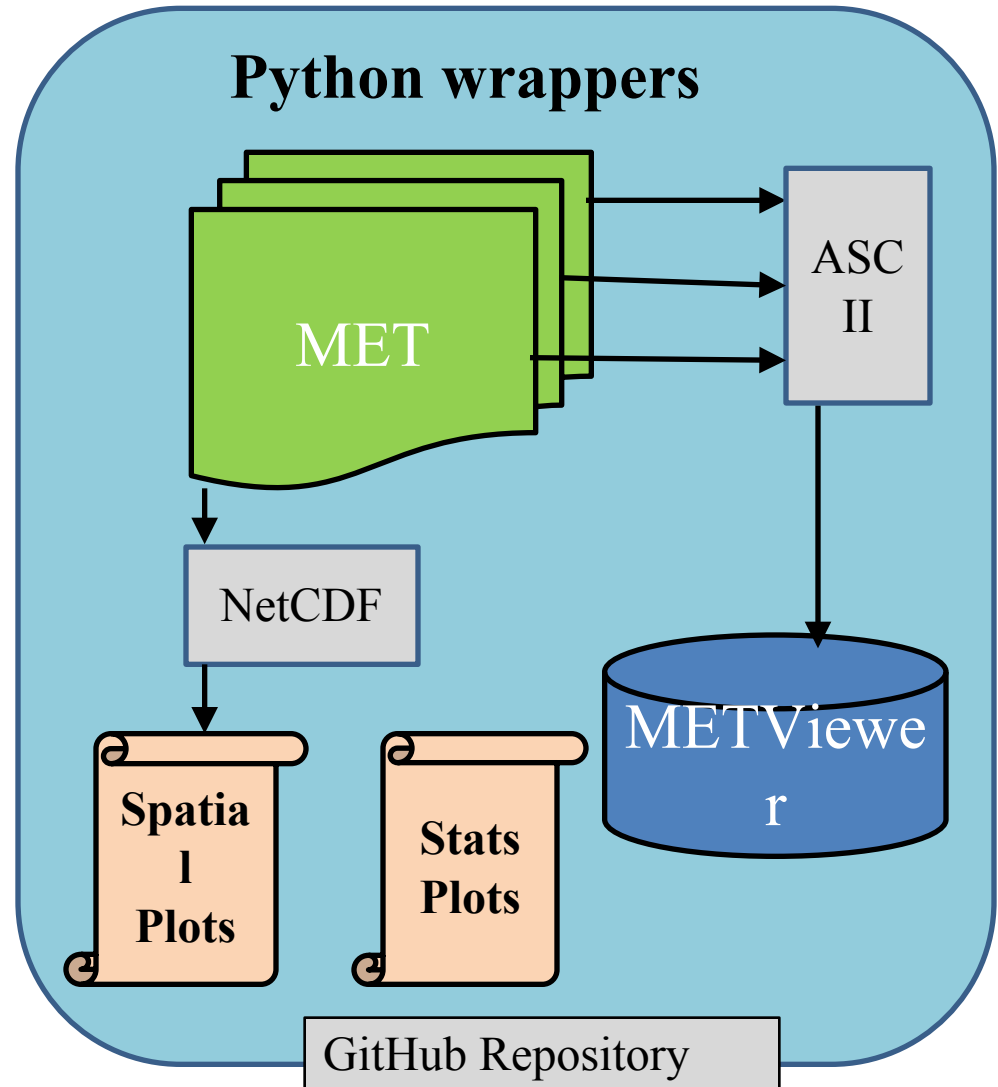 Python wrappers
MET
ASC
II
NetCDF
METViewe
r
Spatia
l
Plots
Stats
Plots
GitHub Repository